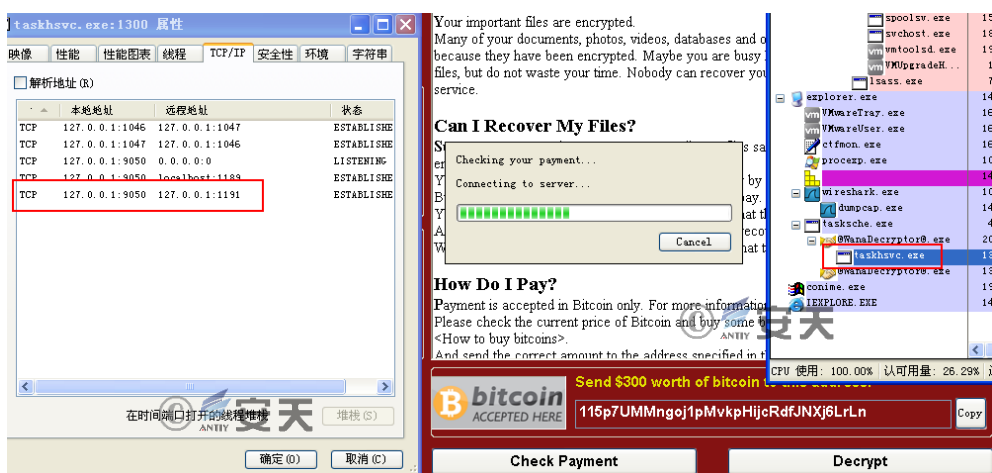 taskhsvc.exe:1300 属性
映像 性能 性能图表 线程 TCP/IP 安全性 环境 字符串
解析地址(R)
本地地址 远程地址 状态
TCP 127.0.0.1:1046 127.0.0.1:1047 ESTABLISHE
TCP 127.0.0.1:1047 127.0.0.1:1046 ESTABLISHE
TCP 127.0.0.1:9050 0.0.0.0:0 LISTENING
TCP 127.0.0.1:9050 localhost:1189 ESTABLISHE
TCP 127.0.0.1:9050 127.0.0.1:1191 ESTABLISHE
在时间端口打开的线程堆栈 堆栈(S)
ANTIY 安天
确定(O) 取消(C)
Your important files are encrypted.
Many of your documents, photos, videos, databases and o
because they have been encrypted. Maybe you are busy
files, but do not waste your time. Nobody can recover you
service.
Can I Recover My Files?
Checking your payment...
Connecting to server...
Cancel
How Do I Pay?
Payment is accepted in Bitcoin only. For more information
Please check the current price of Bitcoin and buy some b
<How to buy bitcoins>.
And send the correct amount to the address specified in t
ANTIY 安天
bitcoin
ACCEPTED HERE
Send $300 worth of bitcoin to this address:
115p7UMMngoj1pMvkpHijcRdfJNXj6LrLn
Copy
Check Payment
Decrypt
spoolsv.exe
svchost.exe
vmtoolsd.exe
VMUpgradeH...
lsass.exe
explorer.exe
VMwareTray.exe
VMwareUser.exe
ctfmon.exe
procexp.exe
wireshark.exe
dumpcap.exe
tasksche.exe
@WanaDecryptor@.exe
taskhsvc.exe
@WanaDecryptor@.exe
conime.exe
IEXPLORE.EXE
CPU 使用: 100.00% 认可用量: 26.29%